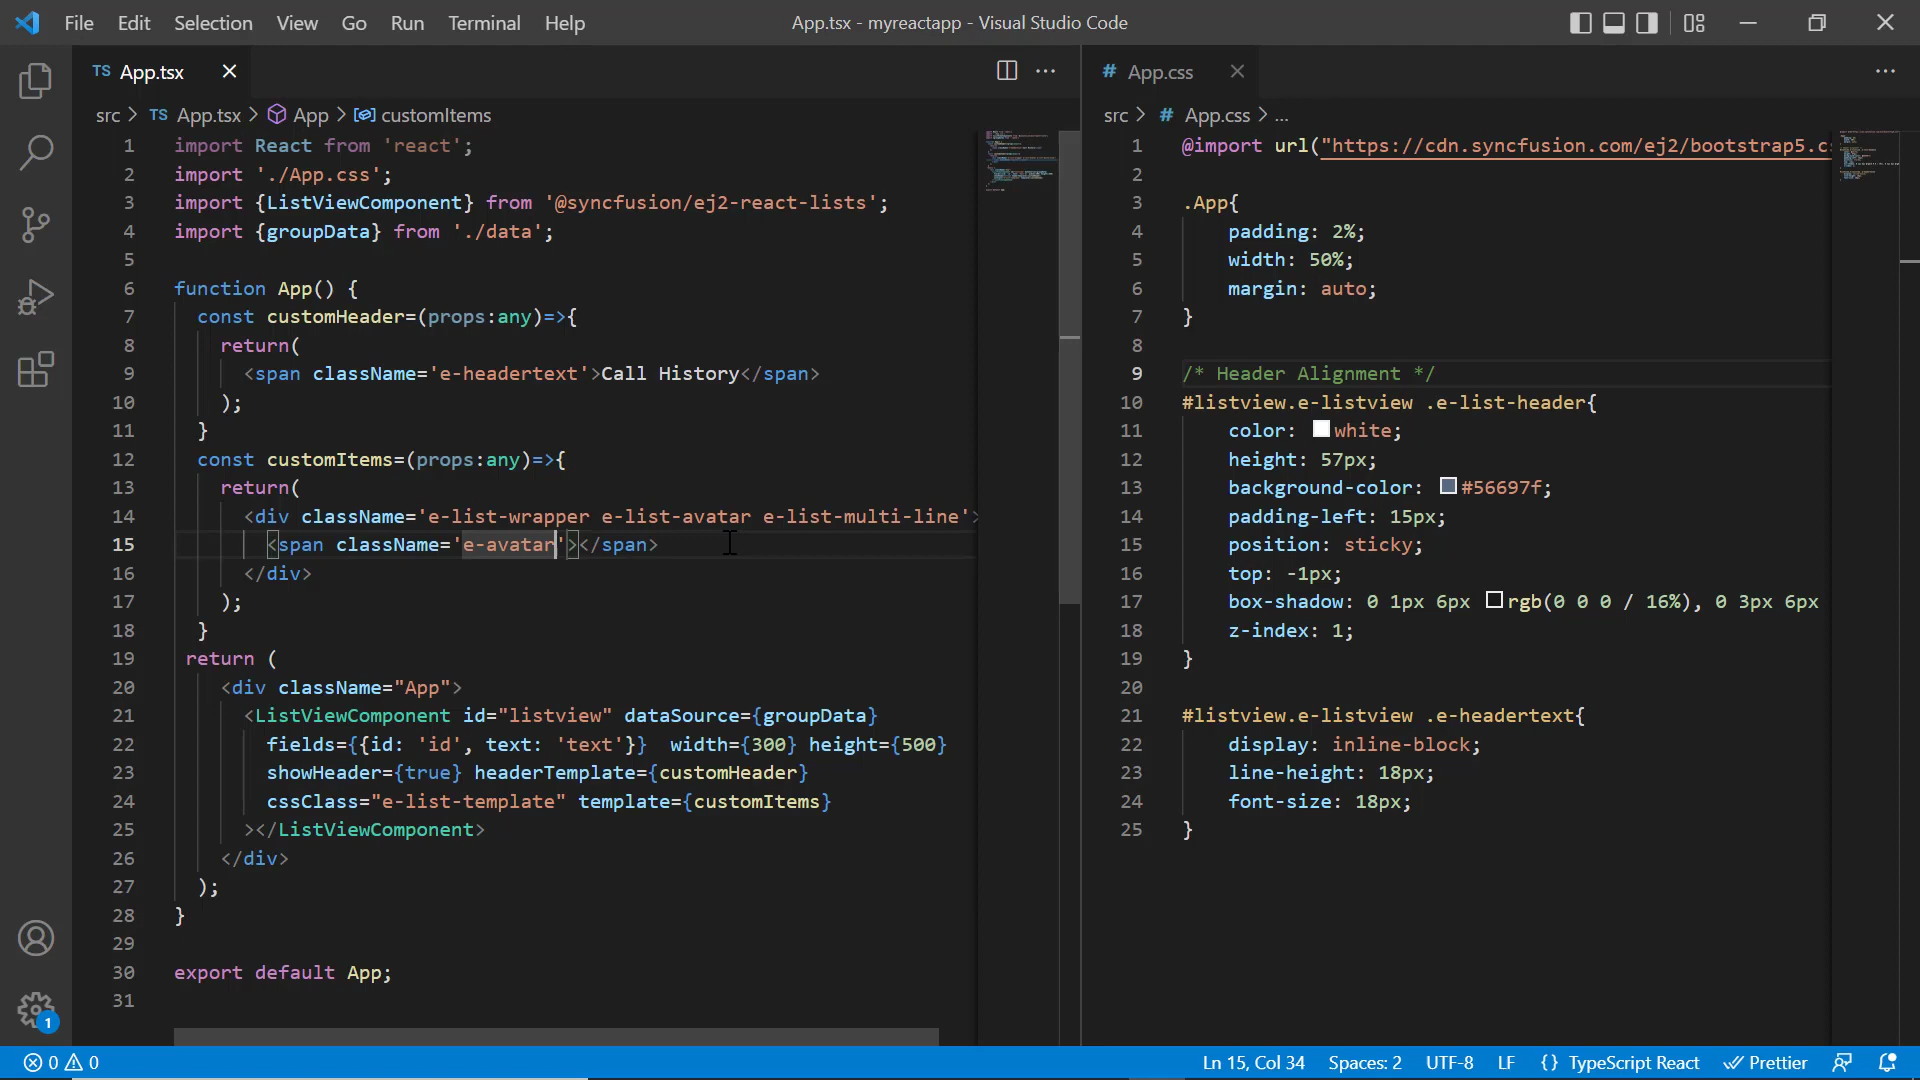 File Edit Selection View Go Run Terminal Help
App.tsx - myreactapp - Visual Studio Code
TS App.tsx
src > TS App.tsx > App > customItems
1 import React from 'react';
2 import './App.css';
3 import {ListViewComponent} from '@syncfusion/ej2-react-lists';
4 import {groupData} from './data';
5
6 function App() {
7 const customHeader=(props:any)=>{
8 return(
9 <span className='e-headertext'>Call History</span>
10 );
11 }
12 const customItems=(props:any)=>{
13 return(
14 <div className='e-list-wrapper e-list-avatar e-list-multi-line'>
15 <span className='e-avatar'></span>
16 </div>
17 );
18 }
19 return (
20 <div className="App">
21 <ListViewComponent id="listview" dataSource={groupData}
22 fields={{id: 'id', text: 'text'}} width={300} height={500}
23 showHeader={true} headerTemplate={customHeader}
24 cssClass="e-list-template" template={customItems}
25 ></ListViewComponent>
26 </div>
27 );
28 }
29
30 export default App;
31
# App.css
src > # App.css > ...
1 @import url("https://cdn.syncfusion.com/ej2/bootstrap5.cs
2
3 .App{
4 padding: 2%;
5 width: 50%;
6 margin: auto;
7 }
8
9 /* Header Alignment */
10 #listview.e-listview .e-list-header{
11 color: white;
12 height: 57px;
13 background-color: #56697f;
14 padding-left: 15px;
15 position: sticky;
16 top: -1px;
17 box-shadow: 0 1px 6px rgb(0 0 0 / 16%), 0 3px 6px
18 z-index: 1;
19 }
20
21 #listview.e-listview .e-headertext{
22 display: inline-block;
23 line-height: 18px;
24 font-size: 18px;
25 }
1
0 0
Ln 15, Col 34 Spaces: 2 UTF-8 LF {} TypeScript React Prettier